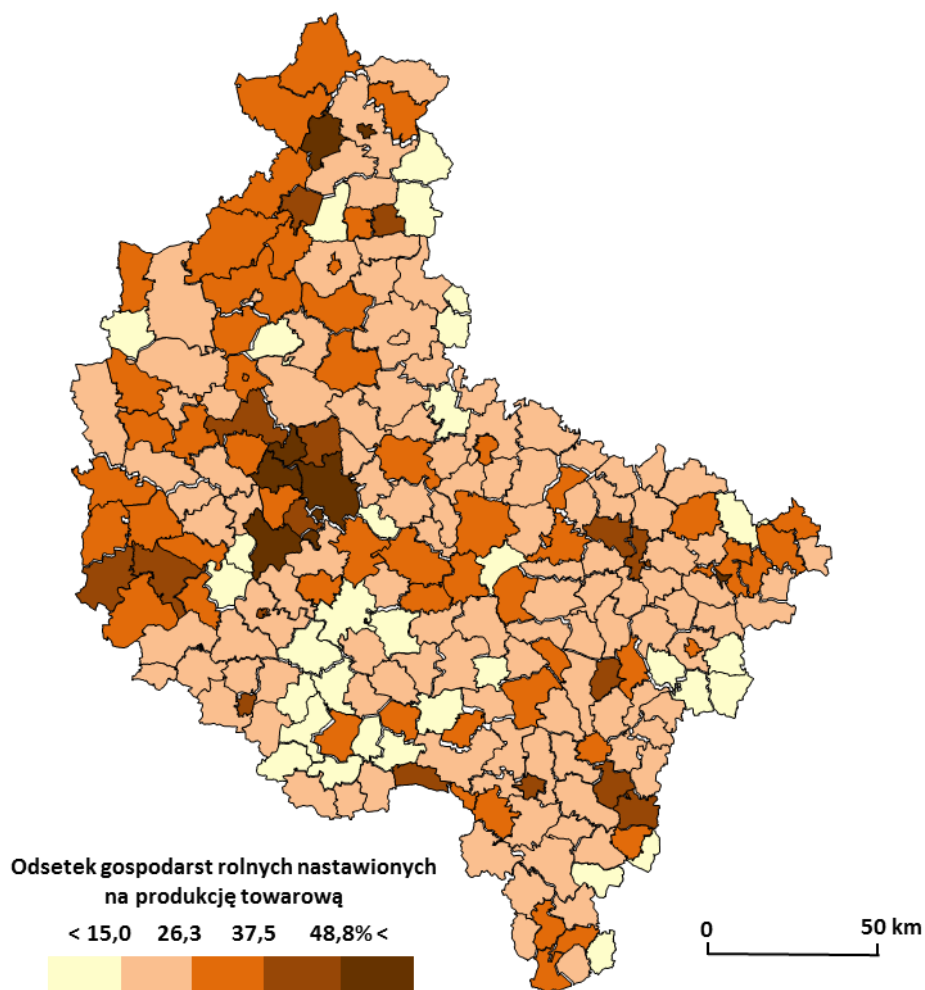 Odsetek gospodarst rolnych nastawionych
na produkcję towarową
< 15,0 26,3 37,5 48,8% <
0 50 km